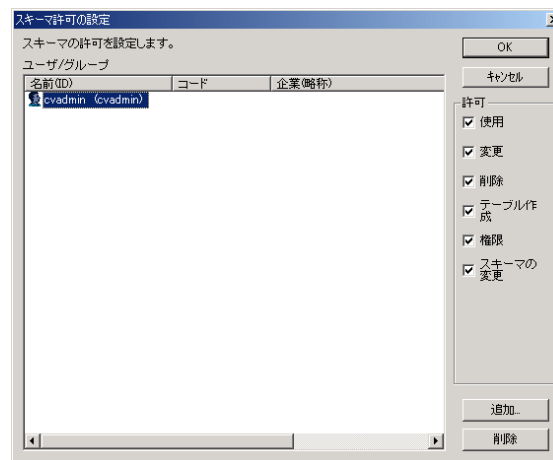 スキーマ許可の設定
スキーマの許可を設定します。
ユーザ/グループ
名前(ID) コード 企業(略称)
cvadmin (cvadmin)
OK
キャンセル
許可
使用
変更
削除
テーブル作
成
権限
スキーマの
変更
追加...
削除